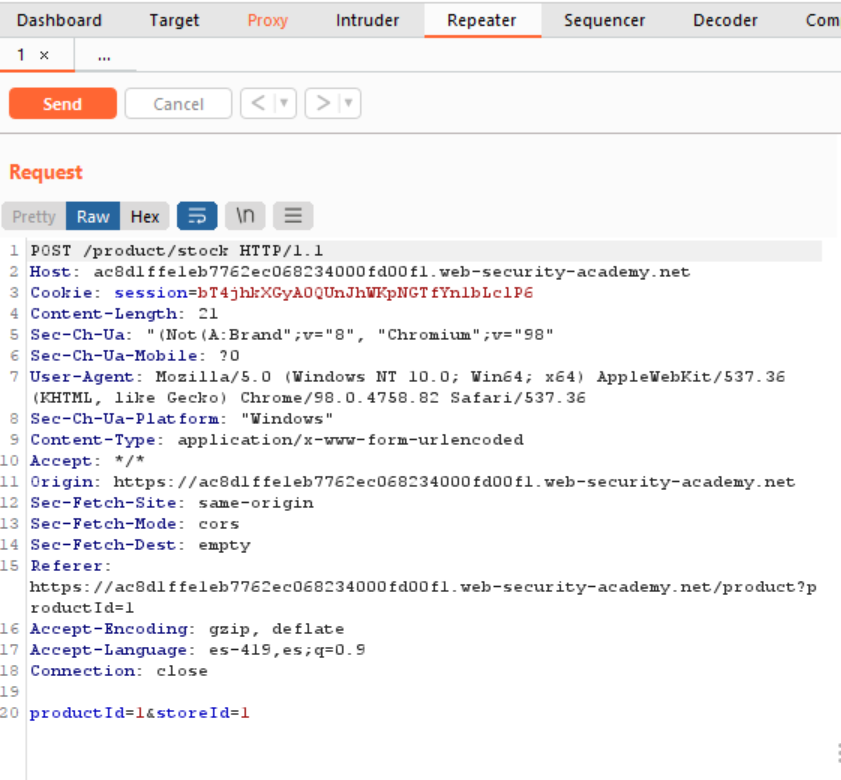 Dashboard Target Proxy Intruder Repeater Sequencer Decoder Com
1 × ...
Send Cancel < ▼ > ▼
Request
Pretty Raw Hex \n
1 POST /product/stock HTTP/1.1
2 Host: ac8d1ffe1eb7762ec068234000fd00f1.web-security-academy.net
3 Cookie: session=bT4jhkXGyA0QUnJhWKpNGTfYn1bLc1P6
4 Content-Length: 21
5 Sec-Ch-Ua: "(Not(A:Brand";v="8", "Chromium";v="98"
6 Sec-Ch-Ua-Mobile: ?0
7 User-Agent: Mozilla/5.0 (Windows NT 10.0; Win64; x64) AppleWebKit/537.36
(KHTML, like Gecko) Chrome/98.0.4758.82 Safari/537.36
8 Sec-Ch-Ua-Platform: "Windows"
9 Content-Type: application/x-www-form-urlencoded
10 Accept: */*
11 Origin: https://ac8d1ffe1eb7762ec068234000fd00f1.web-security-academy.net
12 Sec-Fetch-Site: same-origin
13 Sec-Fetch-Mode: cors
14 Sec-Fetch-Dest: empty
15 Referer:
https://ac8d1ffe1eb7762ec068234000fd00f1.web-security-academy.net/product?p
roductId=1
16 Accept-Encoding: gzip, deflate
17 Accept-Language: es-419,es;q=0.9
18 Connection: close
19
20 productId=1&storeId=1